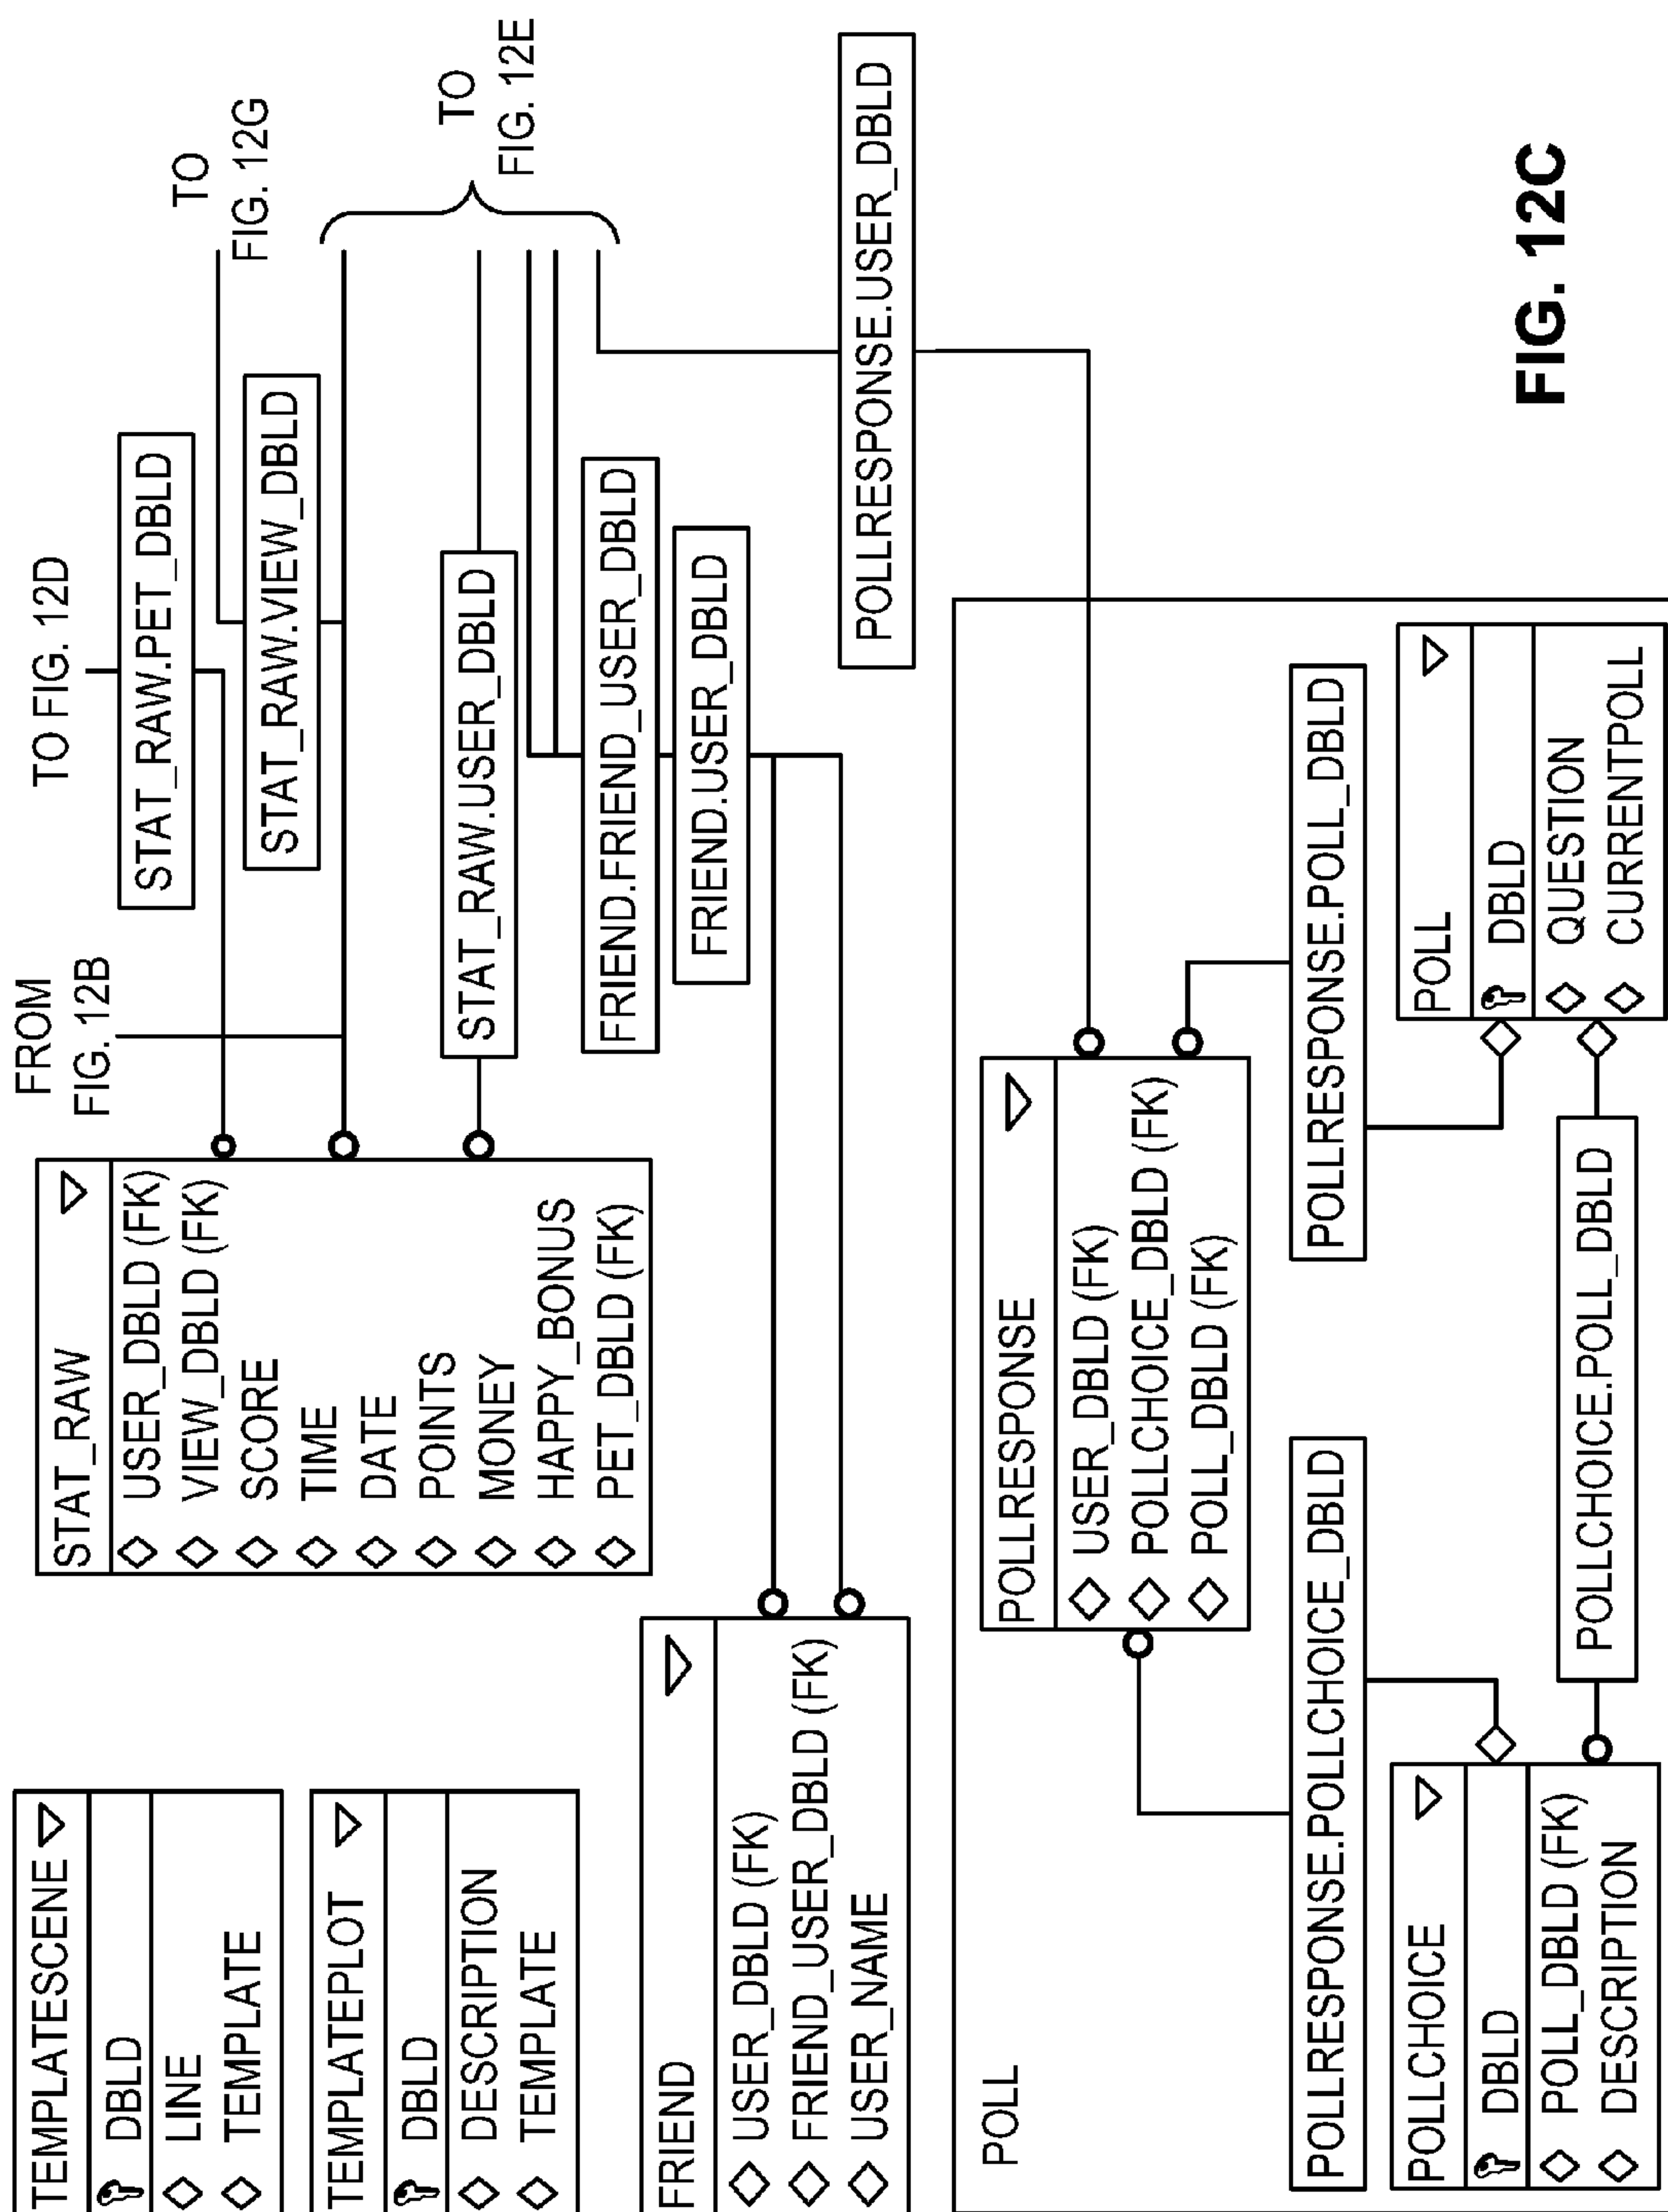 TEMPLATESCENE
DBLD
LINE
TEMPLATE
TEMPLATEPLOT
DBLD
DESCRIPTION
TEMPLATE
FRIEND
USER_DBLD (FK)
FRIEND_USER_DBLD (FK)
USER_NAME
STAT_RAW
USER_DBLD (FK)
VIEW_DBLD (FK)
SCORE
TIME
DATE
POINTS
MONEY
HAPPY_BONUS
PET_DBLD (FK)
FROM
FIG. 12B
TO FIG. 12D
STAT_RAW.PET_DBLD
STAT_RAW.VIEW_DBLD
STAT_RAW.USER_DBLD
FRIEND.FRIEND_USER_DBLD
FRIEND.USER_DBLD
TO
FIG. 12G
TO
FIG. 12E
POLLRESPONSE.USER_DBLD
POLL
POLLRESPONSE
USER_DBLD (FK)
POLLCHOICE_DBLD (FK)
POLL_DBLD (FK)
POLLRESPONSE.POLLCHOICE_DBLD
POLLRESPONSE.POLL_DBLD
POLLCHOICE
DBLD
POLL_DBLD (FK)
DESCRIPTION
POLLCHOICE.POLL_DBLD
POLL
DBLD
QUESTION
CURRENTPOLL
FIG. 12C